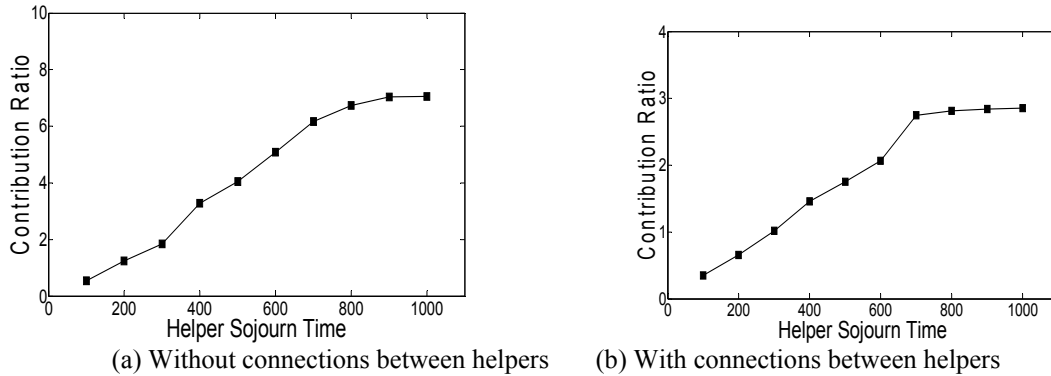 10
8
6
4
2
0
Contribution Ratio
0 200 400 600 800 1000
Helper Sojourn Time
(a) Without connections between helpers
4
3
2
1
0
Contribution Ratio
0 200 400 600 800 1000
Helper Sojourn Time
(b) With connections between helpers